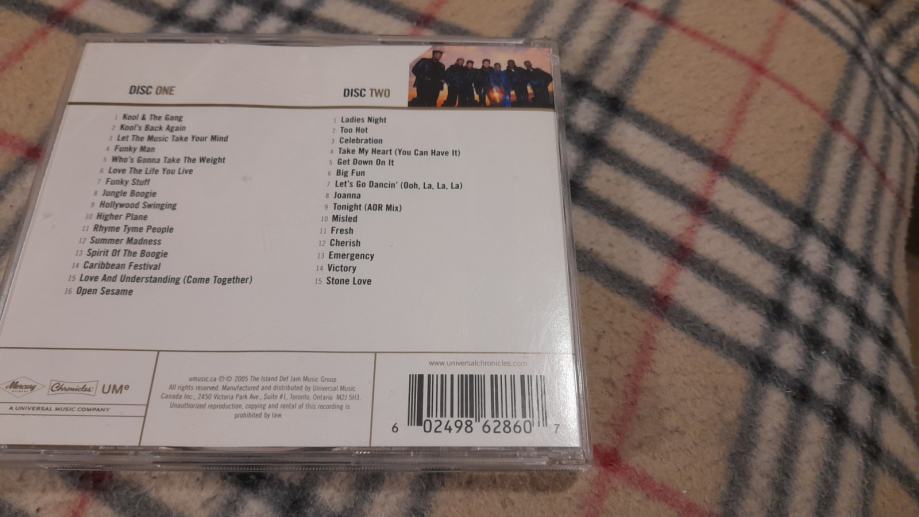 DISC ONE
1 Kool & The Gang
2 Kool's Back Again
3 Let The Music Take Your Mind
4 Funky Man
5 Who's Gonna Take The Weight
6 Love The Life You Live
7 Funky Stuff
8 Jungle Boogie
9 Hollywood Swinging
10 Higher Plane
11 Rhyme Tyme People
12 Summer Madness
13 Spirit Of The Boogie
14 Caribbean Festival
15 Love And Understanding (Come Together)
16 Open Sesame
DISC TWO
1 Ladies Night
2 Too Hot
3 Celebration
4 Take My Heart (You Can Have It)
5 Get Down On It
6 Big Fun
7 Let's Go Dancin' (Ooh, La, La, La)
8 Joanna
9 Tonight (AOR Mix)
10 Misled
11 Fresh
12 Cherish
13 Emergency
14 Victory
15 Stone Love
Mercury
Chronicles
UMe
A UNIVERSAL MUSIC COMPANY
umusic.ca ℗ © 2005 The Island Def Jam Music Group.
All rights reserved. Manufactured and distributed by Universal Music
Canada Inc., 2450 Victoria Park Ave., Suite #1, Toronto, Ontario M2J 5H3.
Unauthorized reproduction, copying and rental of this recording is
prohibited by law.
www.universalchronicles.com
6 02498 62860 7